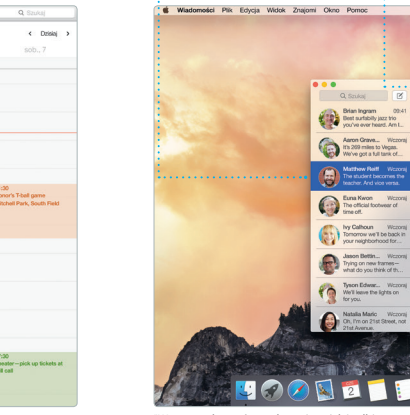 Szukaj
< Dzisiaj >
sob., 7
:30
onor's T-ball game
itchell Park, South Field
:30
eater—pick up tickets at
ll call
Wiadomości Plik Edycja Widok Znajomi Okno Pomoc
Szukaj
Brian Ingram 09:41
Best surfabilly jazz trio
you've ever heard. Am I...
Aaron Grave... Wczoraj
It's 269 miles to Vegas.
We've got a full tank of...
Matthew Reiff Wczoraj
The student becomes the
teacher. And vice versa.
Euna Kwon Wczoraj
The official footwear of
time off.
Ivy Calhoun Wczoraj
Tomorrow we'll be back in
your neighborhood for...
Jason Bettin... Wczoraj
Trying on new frames—
what do you think of th...
Tyson Edwar... Wczoraj
We'll leave the lights on
for you.
Natalia Maric Wczoraj
Oh, I'm on 21st Street, not
21st Avenue.
2